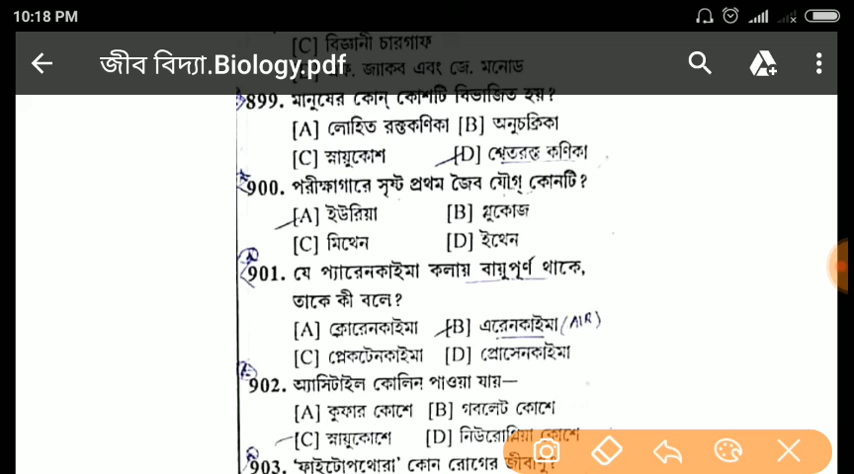 10:18 PM
[C] বিজ্ঞানী চারগাফ
জীব বিদ্যা.Biology.pdf
জ্যাকব এবং জে. মনোড
899. মানুষের কোন্ কোশটি বিভাজিত হয়?
[A] লোহিত রক্তকণিকা [B] অনুচক্রিকা
[C] স্নায়ুকোশ [D] শ্বেতরক্ত কণিকা
900. পরীক্ষাগারে সৃষ্ট প্রথম জৈব যৌগ্ কোনটি?
[A] ইউরিয়া [B] গ্লুকোজ
[C] মিথেন [D] ইথেন
901. যে প্যারেনকাইমা কলায় বায়ুপূর্ণ থাকে,
তাকে কী বলে?
[A] ক্লোরেনকাইমা [B] এরেনকাইমা (AIR)
[C] প্লেকটেনকাইমা [D] প্রোসেনকাইমা
902. অ্যাসিটাইল কোলিন পাওয়া যায়—
[A] কুফার কোশে [B] গবলেট কোশে
[C] স্নায়ুকোশে [D] নিউরোগ্লিয়া কোশে
903. 'ফাইটোপথোরা' কোন রোগের জীবাণু?